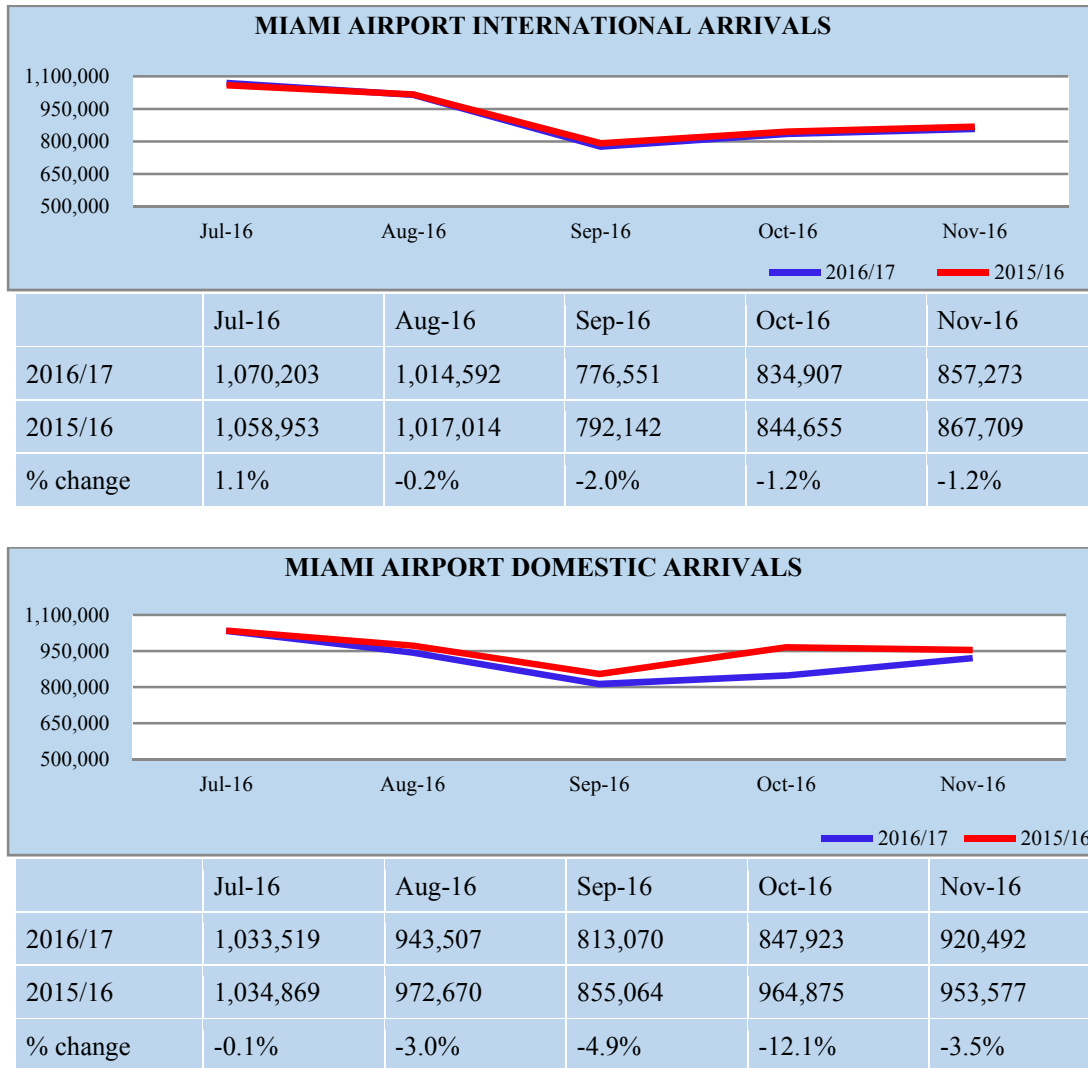 MIAMI AIRPORT INTERNATIONAL ARRIVALS
1,100,000
950,000
800,000
650,000
500,000
Jul-16 Aug-16 Sep-16 Oct-16 Nov-16
2016/17 2015/16
Jul-16 Aug-16 Sep-16 Oct-16 Nov-16
2016/17 1,070,203 1,014,592 776,551 834,907 857,273
2015/16 1,058,953 1,017,014 792,142 844,655 867,709
% change 1.1% -0.2% -2.0% -1.2% -1.2%
MIAMI AIRPORT DOMESTIC ARRIVALS
1,100,000
950,000
800,000
650,000
500,000
Jul-16 Aug-16 Sep-16 Oct-16 Nov-16
2016/17 2015/16
Jul-16 Aug-16 Sep-16 Oct-16 Nov-16
2016/17 1,033,519 943,507 813,070 847,923 920,492
2015/16 1,034,869 972,670 855,064 964,875 953,577
% change -0.1% -3.0% -4.9% -12.1% -3.5%